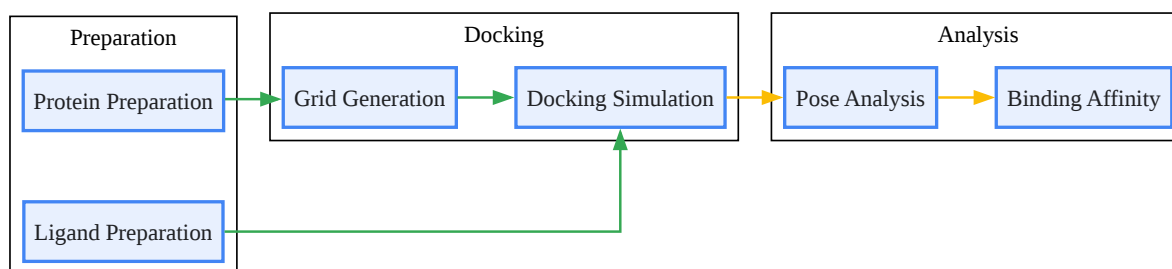 Preparation
Protein Preparation
Ligand Preparation
Docking
Grid Generation
Docking Simulation
Analysis
Pose Analysis
Binding Affinity